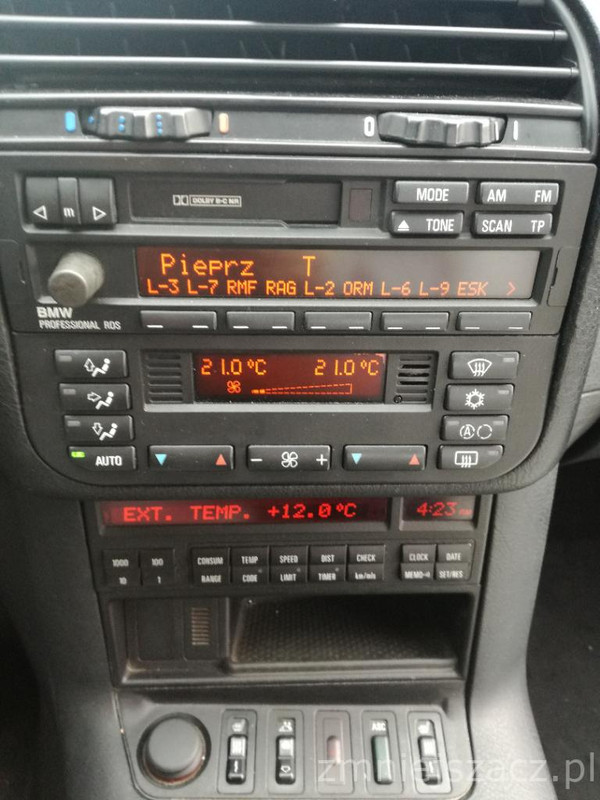 0 I
DOLBY B-C NR
MODE AM FM
TONE SCAN TP
m
Pieprz T
L-3 L-7 RMF RAG L-2 ORM L-6 L-9 ESK >
BMW
PROFESSIONAL RDS
21.0°C 21.0°C
A
AUTO
- +
EXT. TEMP. +12.0°C 4:23
1000 100 CONSUM TEMP SPEED DIST CHECK CLOCK DATE
10 1 RANGE CODE LIMIT TIMER km/mls MEMO SET/RES
ASC
zmniejszacz.pl